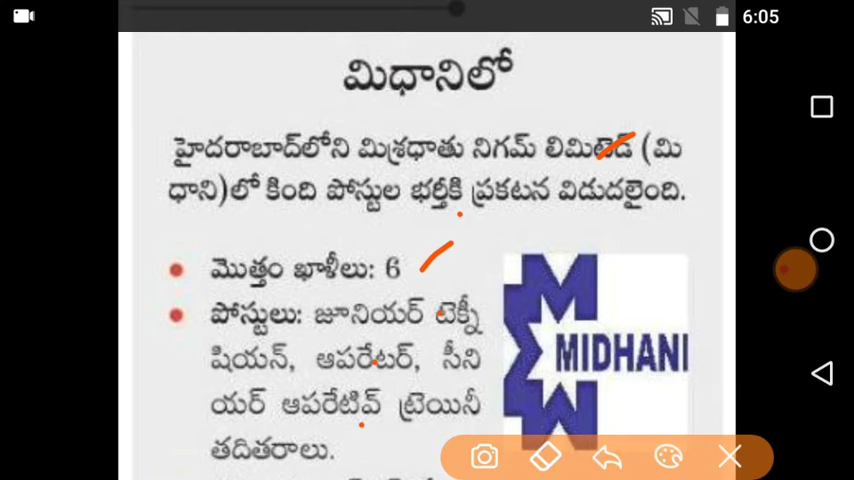 6:05
మిధానిలో
హైదరాబాద్‌లోని మిశ్రధాతు నిగమ్ లిమిటెడ్ (మి
ధాని)లో కింది పోస్టుల భర్తీకి ప్రకటన విడుదలైంది.
• మొత్తం ఖాళీలు: 6
• పోస్టులు: జూనియర్ టెక్నీ
షియన్, ఆపరేటర్, సీని
యర్ ఆపరేటివ్ ట్రెయినీ
తదితరాలు.
MIDHANI